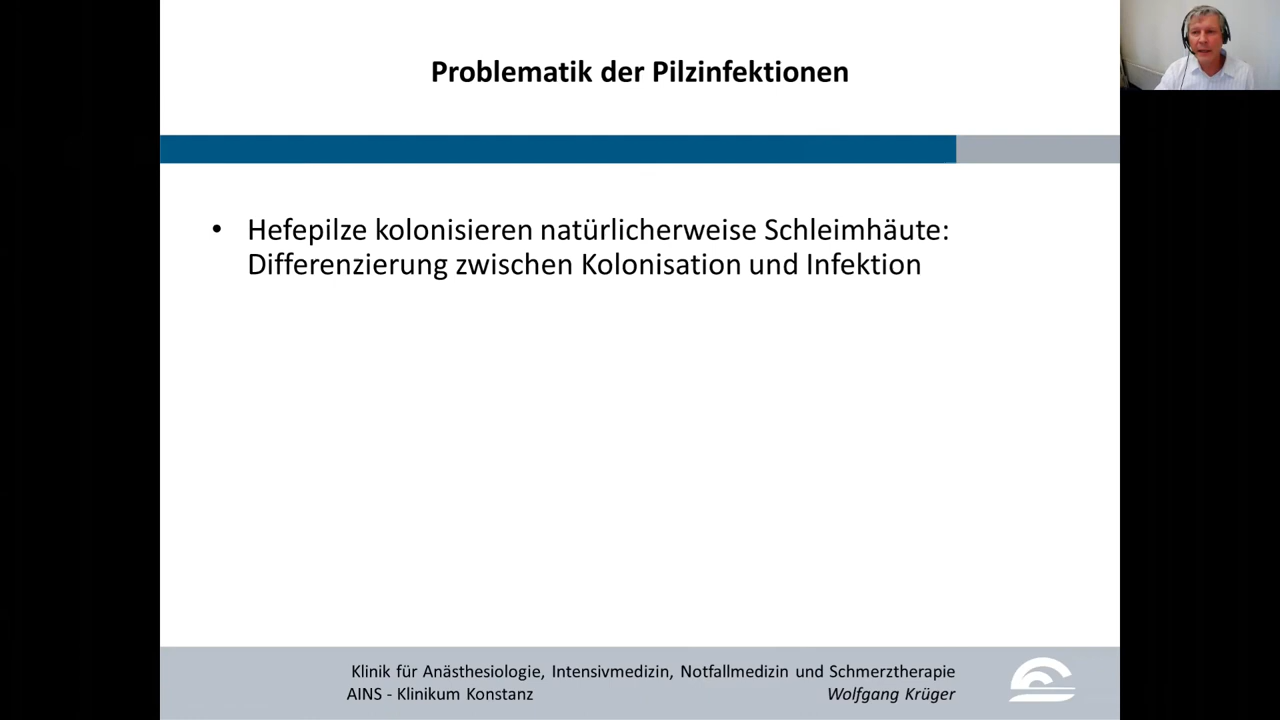 Problematik der Pilzinfektionen
• Hefepilze kolonisieren natürlicherweise Schleimhäute:
Differenzierung zwischen Kolonisation und Infektion
Klinik für Anästhesiologie, Intensivmedizin, Notfallmedizin und Schmerztherapie
AINS - Klinikum Konstanz Wolfgang Krüger